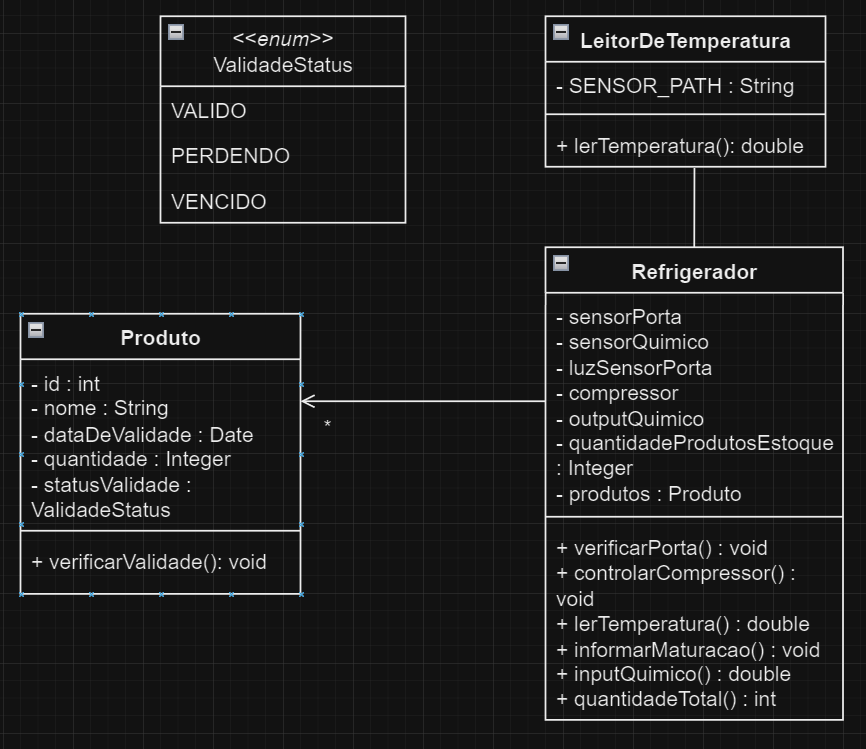 <<enum>>
ValidadeStatus
VALIDO
PERDENDO
VENCIDO
LeitorDeTemperatura
- SENSOR_PATH : String
+ lerTemperatura(): double
Refrigerador
- sensorPorta
- sensorQuimico
- luzSensorPorta
- compressor
- outputQuimico
- quantidadeProdutosEstoque
: Integer
- produtos : Produto
+ verificarPorta() : void
+ controlarCompressor() :
void
+ lerTemperatura() : double
+ informarMaturacao() : void
+ inputQuimico() : double
+ quantidadeTotal() : int
Produto
- id : int
- nome : String
- dataDeValidade : Date
- quantidade : Integer
- statusValidade :
ValidadeStatus
+ verificarValidade(): void
*